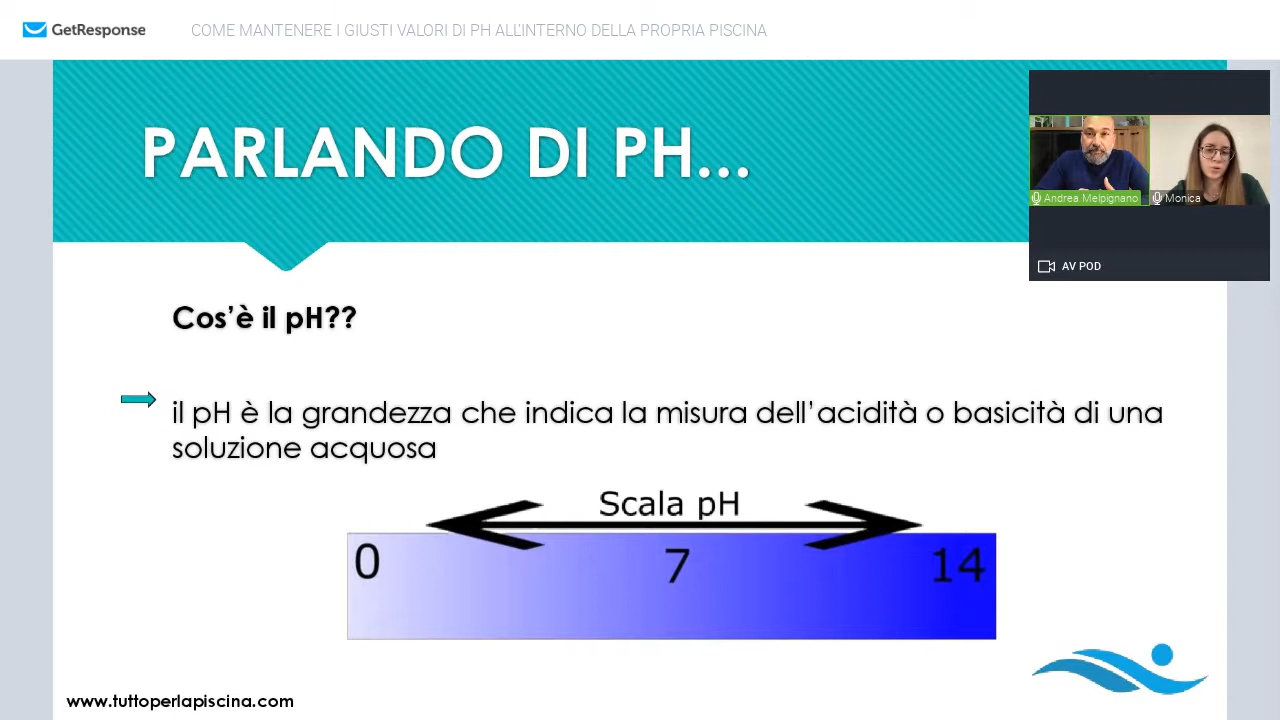 GetResponse
COME MANTENERE I GIUSTI VALORI DI PH ALL'INTERNO DELLA PROPRIA PISCINA
PARLANDO DI PH...
Andrea Melpignano
Monica
AV POD
Cos'è il pH??
il pH è la grandezza che indica la misura dell'acidità o basicità di una
soluzione acquosa
Scala pH
0 7 14
www.tuttoperlapiscina.com